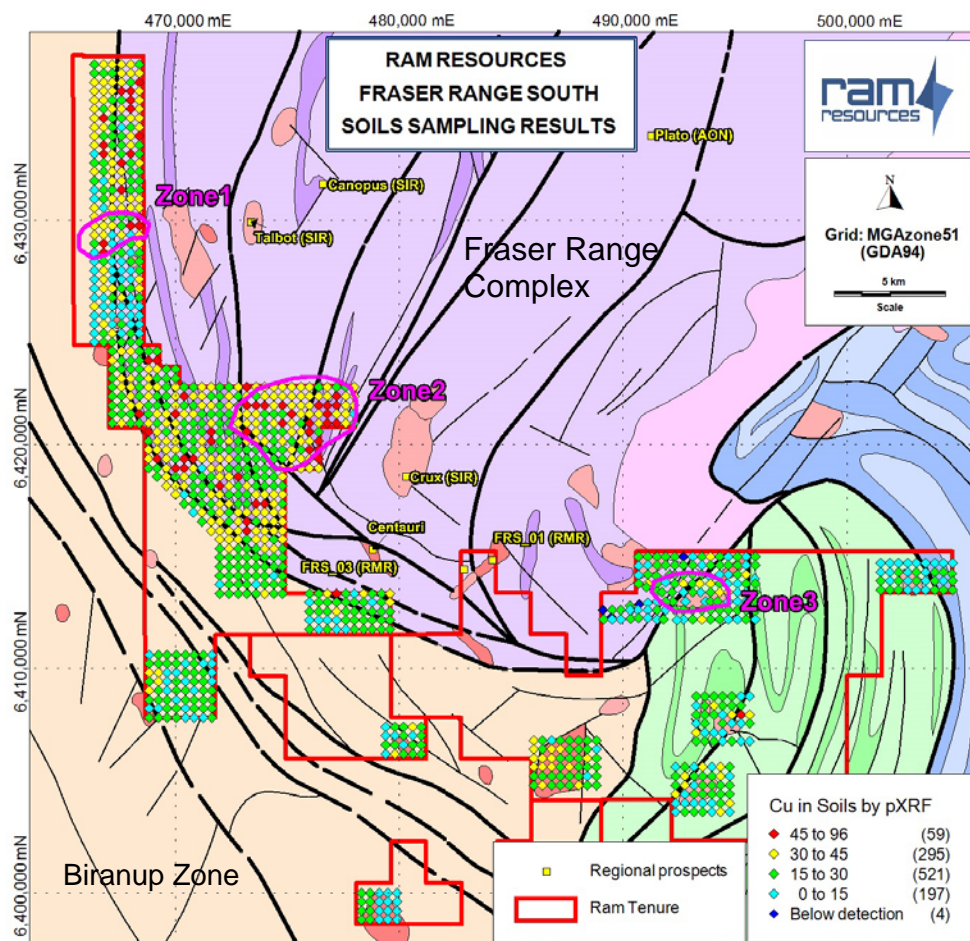 470,000 mE
480,000 mE
490,000 mE
500,000 mE
RAM RESOURCES
FRASER RANGE SOUTH
SOILS SAMPLING RESULTS
ram
resources
N
Grid: MGAzone51
(GDA94)
5 km
Scale
6,430,000 mN
6,420,000 mN
6,410,000 mN
6,400,000 mN
Plato (AON)
Canopus (SIR)
Zone1
Talbot (SIR)
Fraser Range
Complex
Zone2
Crux (SIR)
Centauri
FRS_01 (RMR)
FRS_03 (RMR)
Zone3
Biranup Zone
Regional prospects
Ram Tenure
Cu in Soils by pXRF
45 to 96 (59)
30 to 45 (295)
15 to 30 (521)
0 to 15 (197)
Below detection (4)